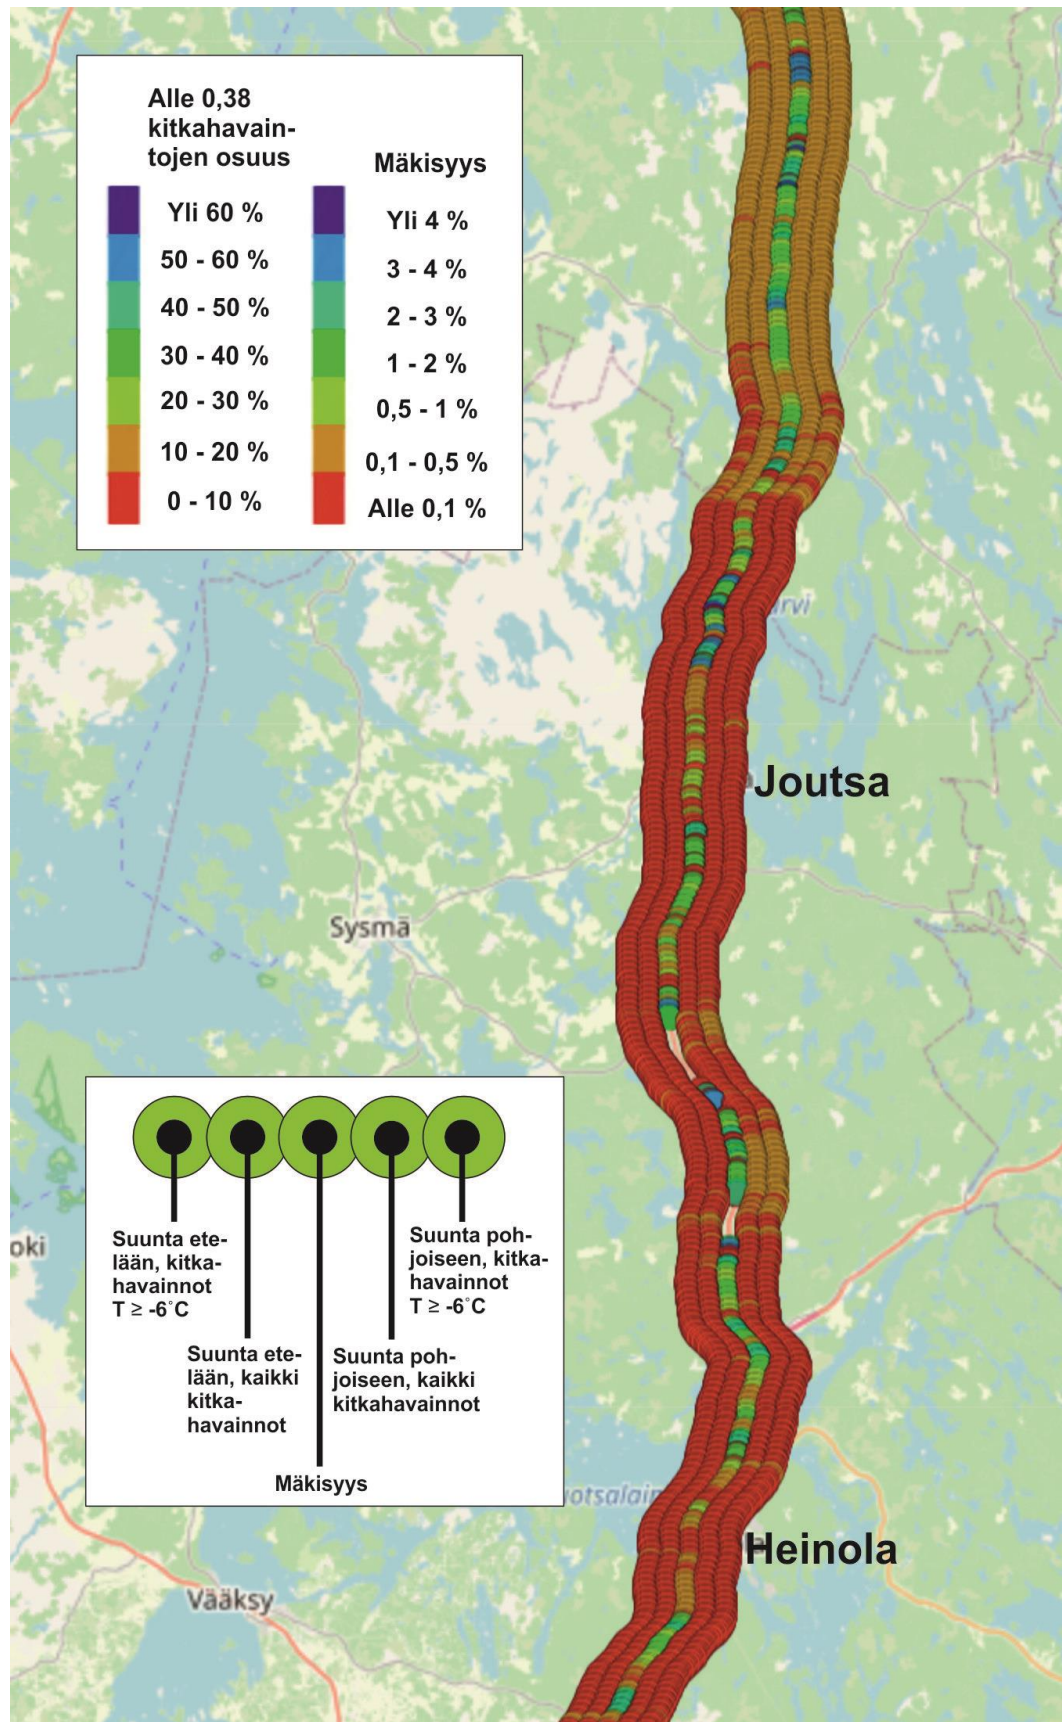 Alle 0,38
kitkahavain-
tojen osuus
Mäkisyys
Yli 60 %
Yli 4 %
50 - 60 %
3 - 4 %
40 - 50 %
2 - 3 %
30 - 40 %
1 - 2 %
20 - 30 %
0,5 - 1 %
10 - 20 %
0,1 - 0,5 %
0 - 10 %
Alle 0,1 %
Joutsa
Sysmä
Suunta ete-
lään, kitka-
havainnot
T ≥ -6°C
Suunta poh-
joiseen, kitka-
havainnot
T ≥ -6°C
Suunta ete-
lään, kaikki
kitka-
havainnot
Suunta poh-
joiseen, kaikki
kitkahavainnot
Mäkisyys
Heinola
Vääksy